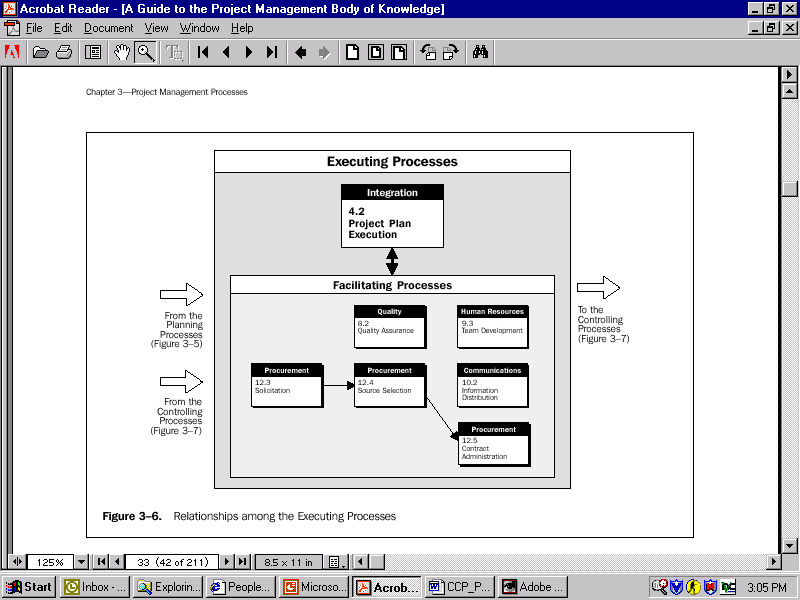 Acrobat Reader - [A Guide to the Project Management Body of Knowledge]
File Edit Document View Window Help
Chapter 3—Project Management Processes
Executing Processes
Integration
4.2
Project Plan
Execution
Facilitating Processes
From the
Planning
Processes
(Figure 3–5)
To the
Controlling
Processes
(Figure 3–7)
Quality
8.2
Quality Assurance
Human Resources
9.3
Team Development
Procurement
12.3
Solicitation
Procurement
12.4
Source Selection
Communications
10.2
Information
Distribution
From the
Controlling
Processes
(Figure 3–7)
Procurement
12.5
Contract
Administration
Figure 3–6. Relationships among the Executing Processes
125% 33 (42 of 211) 8.5 x 11 in
Start Inbox - ... Explorin... People... Microso... Acrob... CCP_P... Adobe ... 3:05 PM